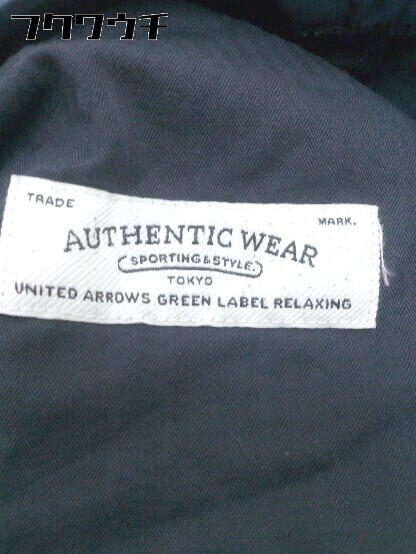 フクワウチ
TRADE MARK.
AUTHENTIC WEAR
SPORTING&STYLE.
TOKYO
UNITED ARROWS GREEN LABEL RELAXING